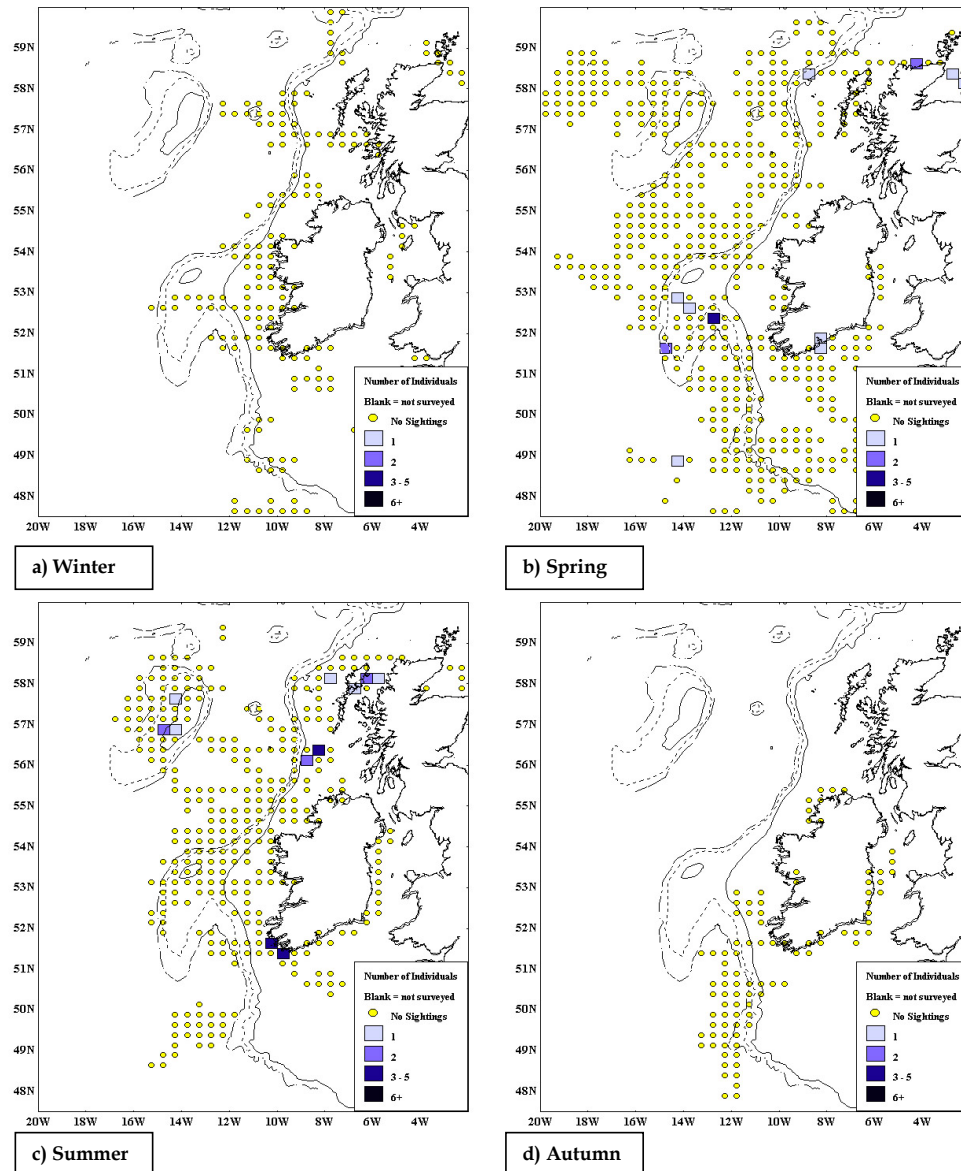 59N
58N
57N
56N
55N
54N
53N
52N
51N
50N
49N
48N
20W 18W 16W 14W 12W 10W 8W 6W 4W
Number of Individuals
Blank = not surveyed
No Sightings
1
2
3 - 5
6+
a) Winter
59N
58N
57N
56N
55N
54N
53N
52N
51N
50N
49N
48N
20W 18W 16W 14W 12W 10W 8W 6W 4W
Number of Individuals
Blank = not surveyed
No Sightings
1
2
3 - 5
6+
b) Spring
59N
58N
57N
56N
55N
54N
53N
52N
51N
50N
49N
48N
20W 18W 16W 14W 12W 10W 8W 6W 4W
Number of Individuals
Blank = not surveyed
No Sightings
1
2
3 - 5
6+
c) Summer
59N
58N
57N
56N
55N
54N
53N
52N
51N
50N
49N
48N
20W 18W 16W 14W 12W 10W 8W 6W 4W
Number of Individuals
Blank = not surveyed
No Sightings
1
2
3 - 5
6+
d) Autumn